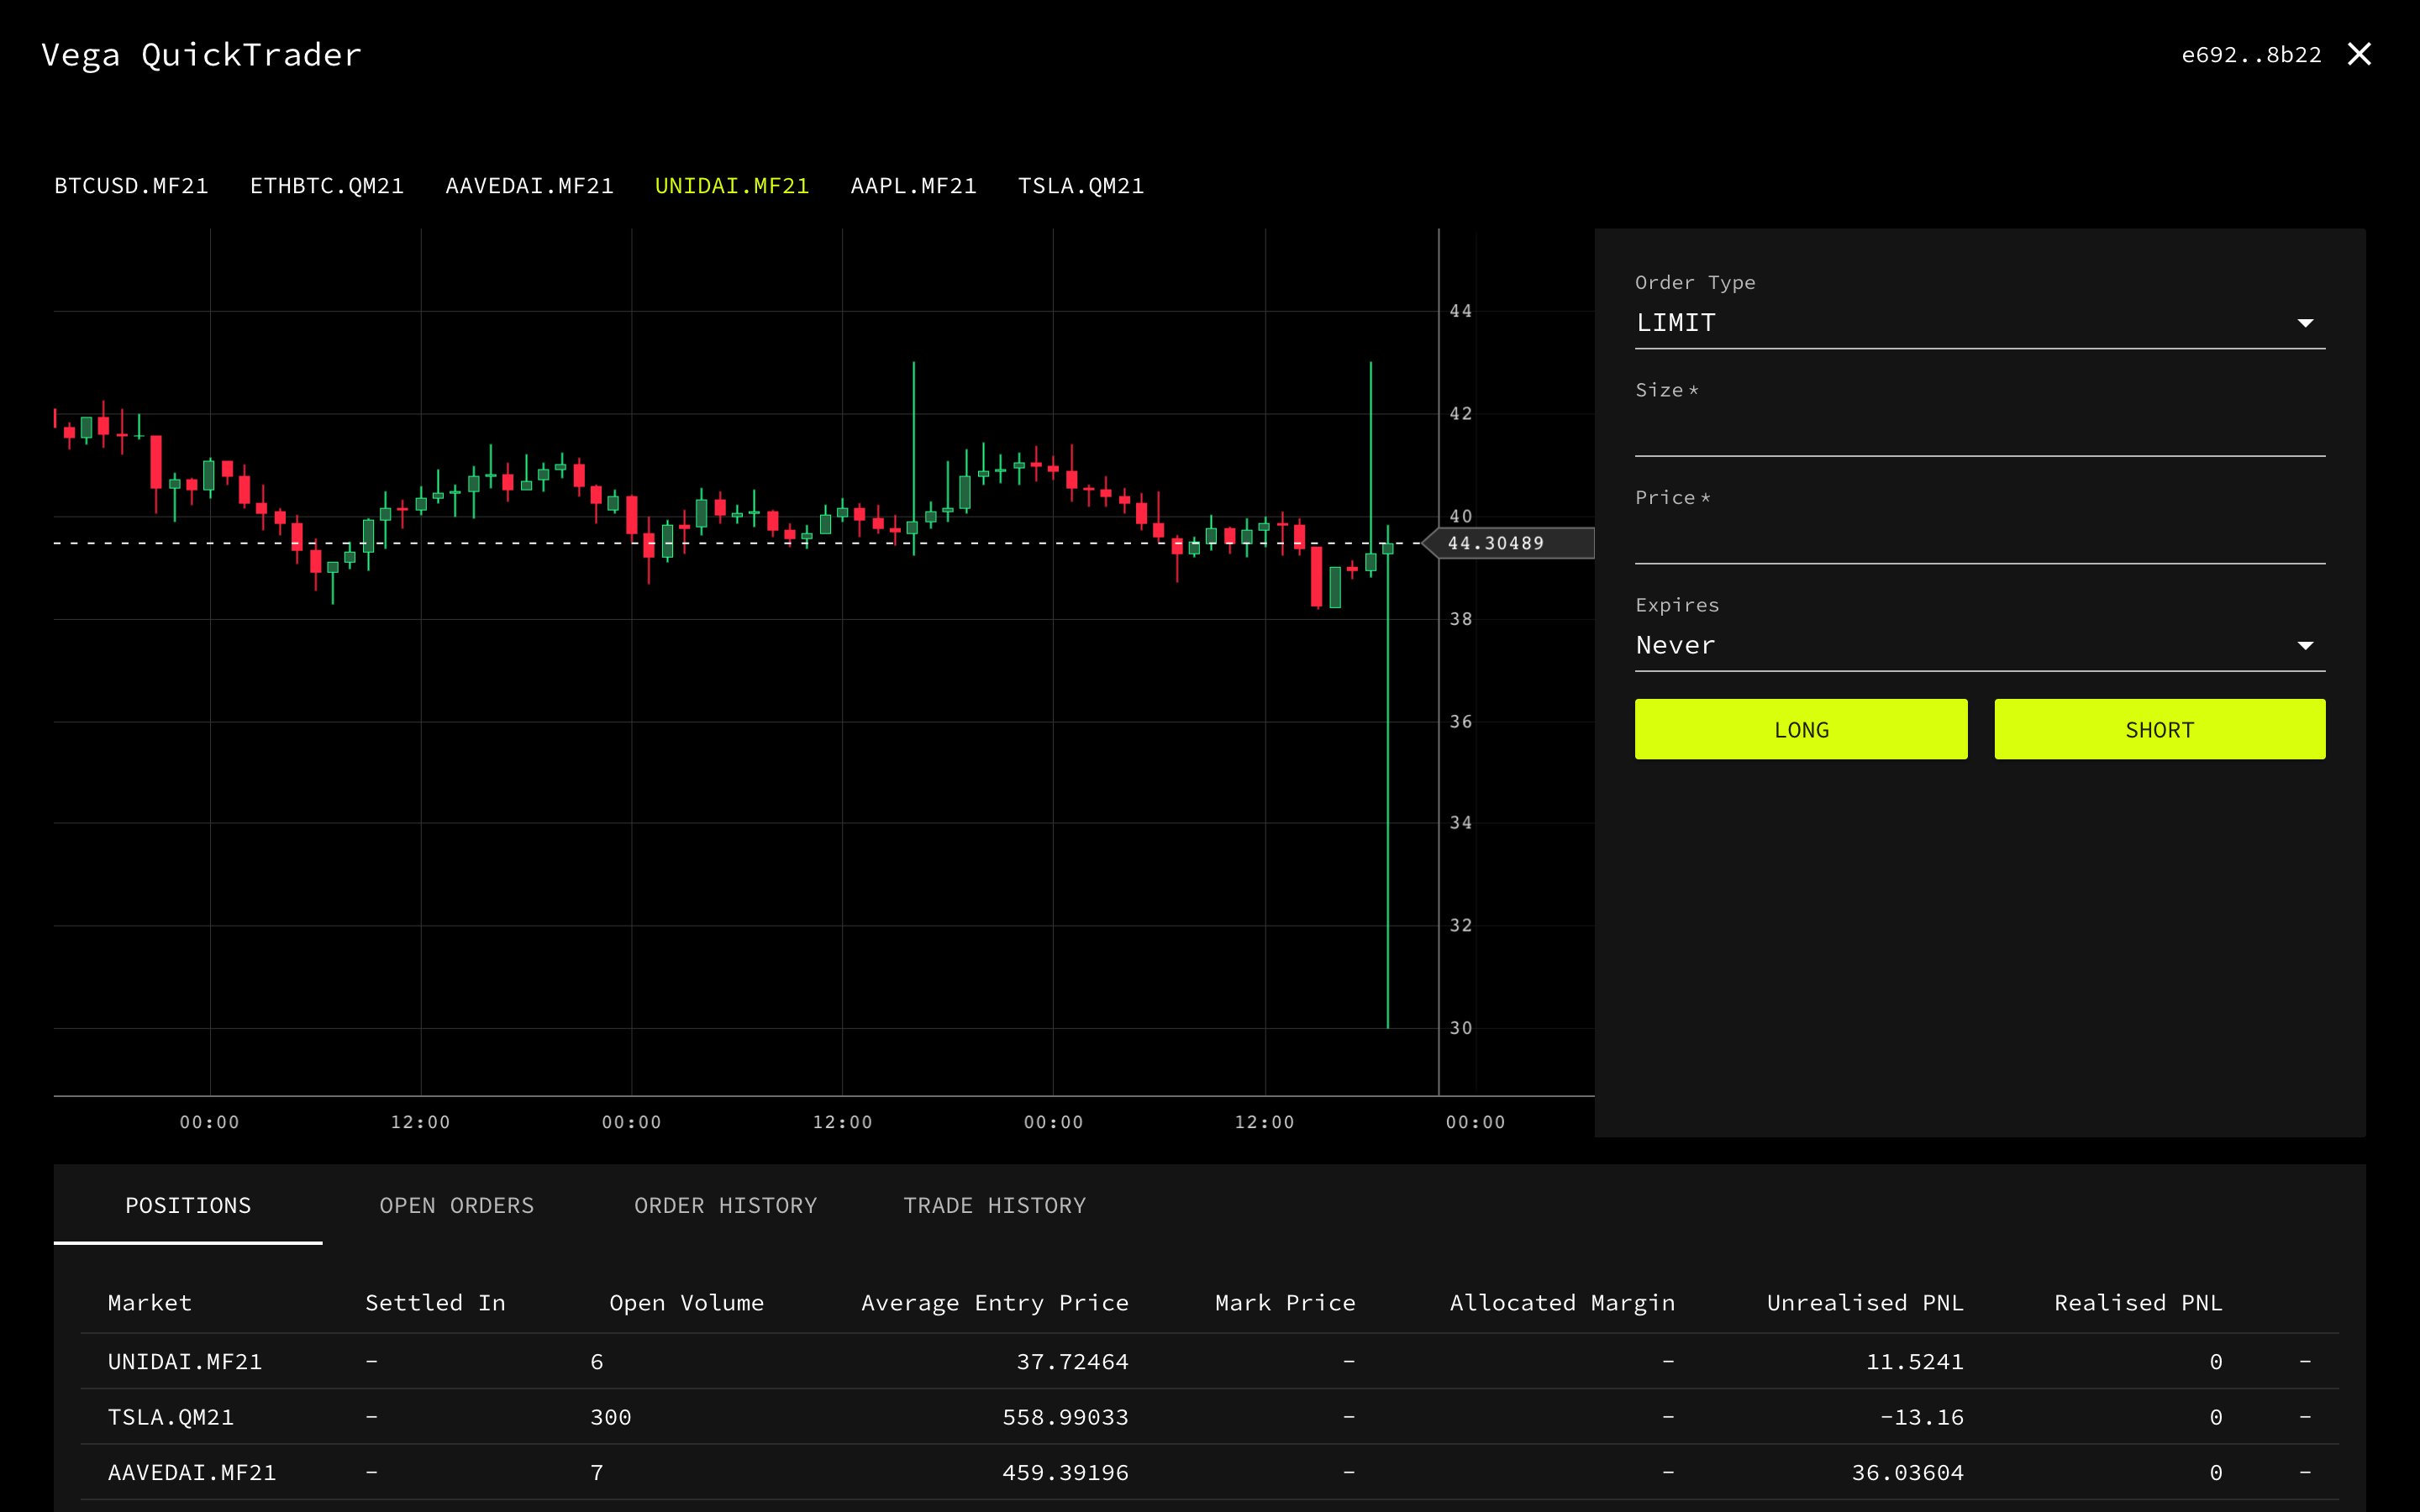 Vega QuickTrader e692..8b22
BTCUSD.MF21 ETHBTC.QM21 AAVEDAI.MF21 UNIDAI.MF21 AAPL.MF21 TSLA.QM21
44
42
40
44.30489
38
36
34
32
30
00:00 12:00 00:00 12:00 00:00 12:00 00:00
Order Type
LIMIT
Size*
Price*
Expires
Never
LONG SHORT
POSITIONS OPEN ORDERS ORDER HISTORY TRADE HISTORY
Market Settled In Open Volume Average Entry Price Mark Price Allocated Margin Unrealised PNL Realised PNL
UNIDAI.MF21 – 6 37.72464 – – 11.5241 0 –
TSLA.QM21 – 300 558.99033 – – -13.16 0 –
AAVEDAI.MF21 – 7 459.39196 – – 36.03604 0 –